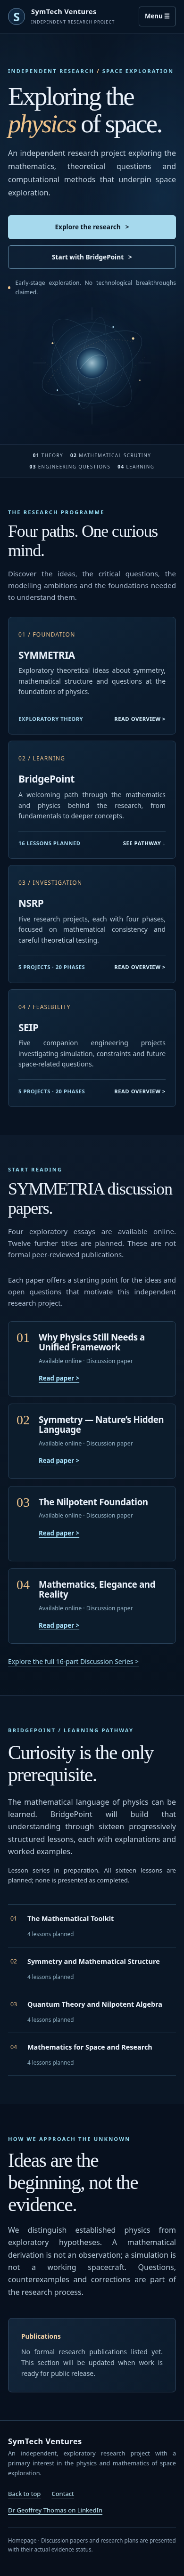 S
SymTech Ventures
INDEPENDENT RESEARCH PROJECT
Menu ☰
INDEPENDENT RESEARCH / SPACE EXPLORATION
Exploring the
physics of space.
An independent research project exploring the
mathematics, theoretical questions and
computational methods that underpin space
exploration.
Explore the research >
Start with BridgePoint >
Early-stage exploration. No technological breakthroughs
claimed.
01 THEORY 02 MATHEMATICAL SCRUTINY
03 ENGINEERING QUESTIONS 04 LEARNING
THE RESEARCH PROGRAMME
Four paths. One curious
mind.
Discover the ideas, the critical questions, the
modelling ambitions and the foundations needed
to understand them.
01 / FOUNDATION
SYMMETRIA
Exploratory theoretical ideas about symmetry,
mathematical structure and questions at the
foundations of physics.
EXPLORATORY THEORY READ OVERVIEW >
02 / LEARNING
BridgePoint
A welcoming path through the mathematics
and physics behind the research, from
fundamentals to deeper concepts.
16 LESSONS PLANNED SEE PATHWAY ↓
03 / INVESTIGATION
NSRP
Five research projects, each with four phases,
focused on mathematical consistency and
careful theoretical testing.
5 PROJECTS · 20 PHASES READ OVERVIEW >
04 / FEASIBILITY
SEIP
Five companion engineering projects
investigating simulation, constraints and future
space-related questions.
5 PROJECTS · 20 PHASES READ OVERVIEW >
START READING
SYMMETRIA discussion
papers.
Four exploratory essays are available online.
Twelve further titles are planned. These are not
formal peer-reviewed publications.
Each paper offers a starting point for the ideas and
open questions that motivate this independent
research project.
01
Why Physics Still Needs a
Unified Framework
Available online · Discussion paper
Read paper >
02
Symmetry — Nature's Hidden
Language
Available online · Discussion paper
Read paper >
03
The Nilpotent Foundation
Available online · Discussion paper
Read paper >
04
Mathematics, Elegance and
Reality
Available online · Discussion paper
Read paper >
Explore the full 16-part Discussion Series >
BRIDGEPOINT / LEARNING PATHWAY
Curiosity is the only
prerequisite.
The mathematical language of physics can be
learned. BridgePoint will build that
understanding through sixteen progressively
structured lessons, each with explanations and
worked examples.
Lesson series in preparation. All sixteen lessons are
planned; none is presented as completed.
01 The Mathematical Toolkit
4 lessons planned
02 Symmetry and Mathematical Structure
4 lessons planned
03 Quantum Theory and Nilpotent Algebra
4 lessons planned
04 Mathematics for Space and Research
4 lessons planned
HOW WE APPROACH THE UNKNOWN
Ideas are the
beginning, not the
evidence.
We distinguish established physics from
exploratory hypotheses. A mathematical
derivation is not an observation; a simulation is
not a working spacecraft. Questions,
counterexamples and corrections are part of
the research process.
Publications
No formal research publications listed yet.
This section will be updated when work is
ready for public release.
SymTech Ventures
An independent, exploratory research project with a
primary interest in the physics and mathematics of space
exploration.
Back to top Contact
Dr Geoffrey Thomas on LinkedIn
Homepage · Discussion papers and research plans are presented
with their actual evidence status.